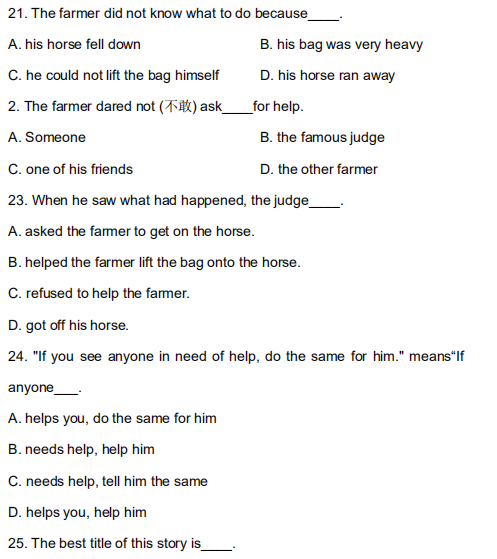 21. The farmer did not know what to do because____.
A. his horse fell down B. his bag was very heavy
C. he could not lift the bag himself D. his horse ran away
2. The farmer dared not (不敢) ask____for help.
A. Someone B. the famous judge
C. one of his friends D. the other farmer
23. When he saw what had happened, the judge____.
A. asked the farmer to get on the horse.
B. helped the farmer lift the bag onto the horse.
C. refused to help the farmer.
D. got off his horse.
24. "If you see anyone in need of help, do the same for him." means“If
anyone___.
A. helps you, do the same for him
B. needs help, help him
C. needs help, tell him the same
D. helps you, help him
25. The best title of this story is____.